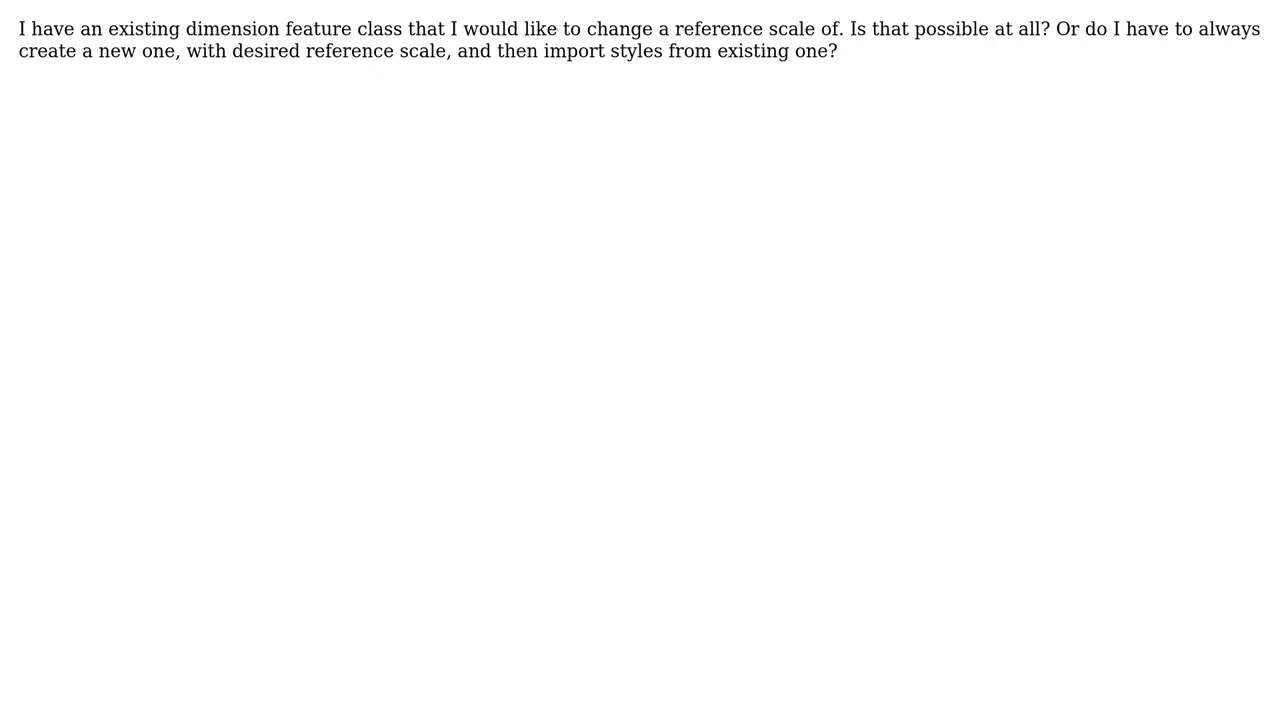 I have an existing dimension feature class that I would like to change a reference scale of. Is that possible at all? Or do I have to always
create a new one, with desired reference scale, and then import styles from existing one?